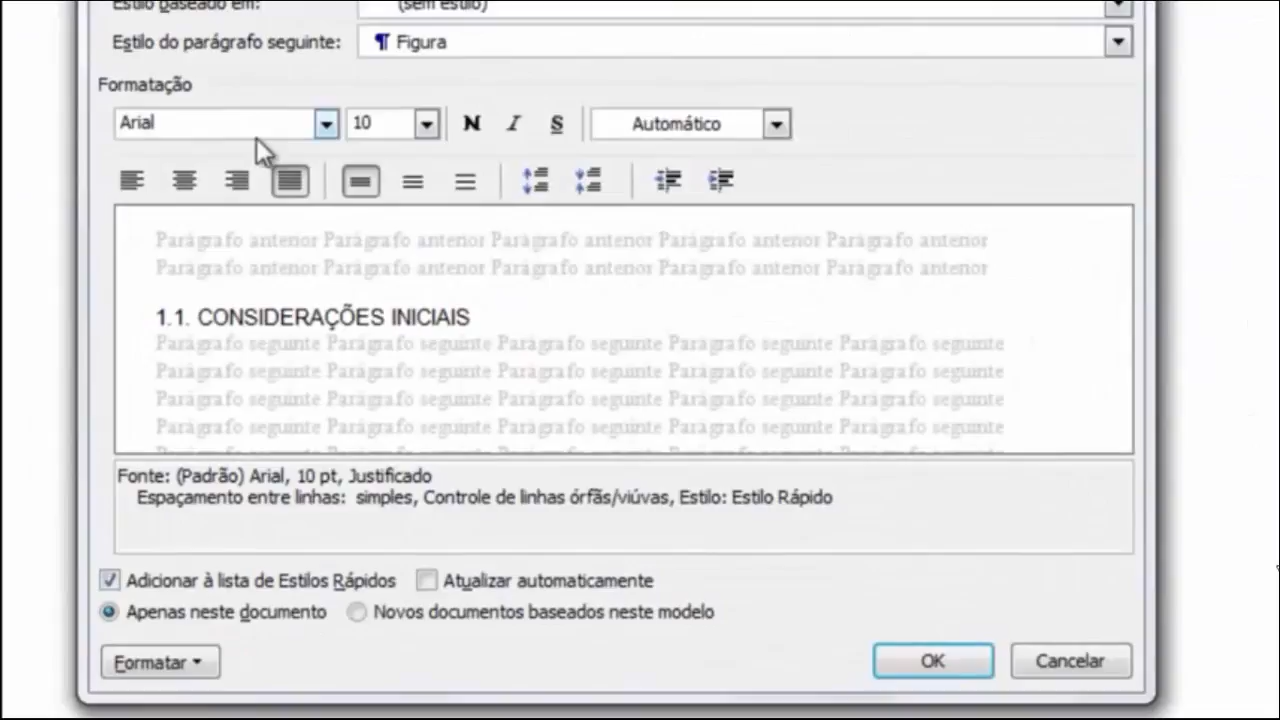 Estilo baseado em: (sem estilo)
Estilo do parágrafo seguinte: ¶ Figura
Formatação
Arial 10 N I S Automático
Parágrafo anterior Parágrafo anterior Parágrafo anterior Parágrafo anterior Parágrafo anterior
Parágrafo anterior Parágrafo anterior Parágrafo anterior Parágrafo anterior Parágrafo anterior
1.1. CONSIDERAÇÕES INICIAIS
Parágrafo seguinte Parágrafo seguinte Parágrafo seguinte Parágrafo seguinte Parágrafo seguinte
Parágrafo seguinte Parágrafo seguinte Parágrafo seguinte Parágrafo seguinte Parágrafo seguinte
Parágrafo seguinte Parágrafo seguinte Parágrafo seguinte Parágrafo seguinte Parágrafo seguinte
Parágrafo seguinte Parágrafo seguinte Parágrafo seguinte Parágrafo seguinte Parágrafo seguinte
Fonte: (Padrão) Arial, 10 pt, Justificado
Espaçamento entre linhas: simples, Controle de linhas órfãs/viúvas, Estilo: Estilo Rápido
Adicionar à lista de Estilos Rápidos Atualizar automaticamente
Apenas neste documento Novos documentos baseados neste modelo
Formatar OK Cancelar